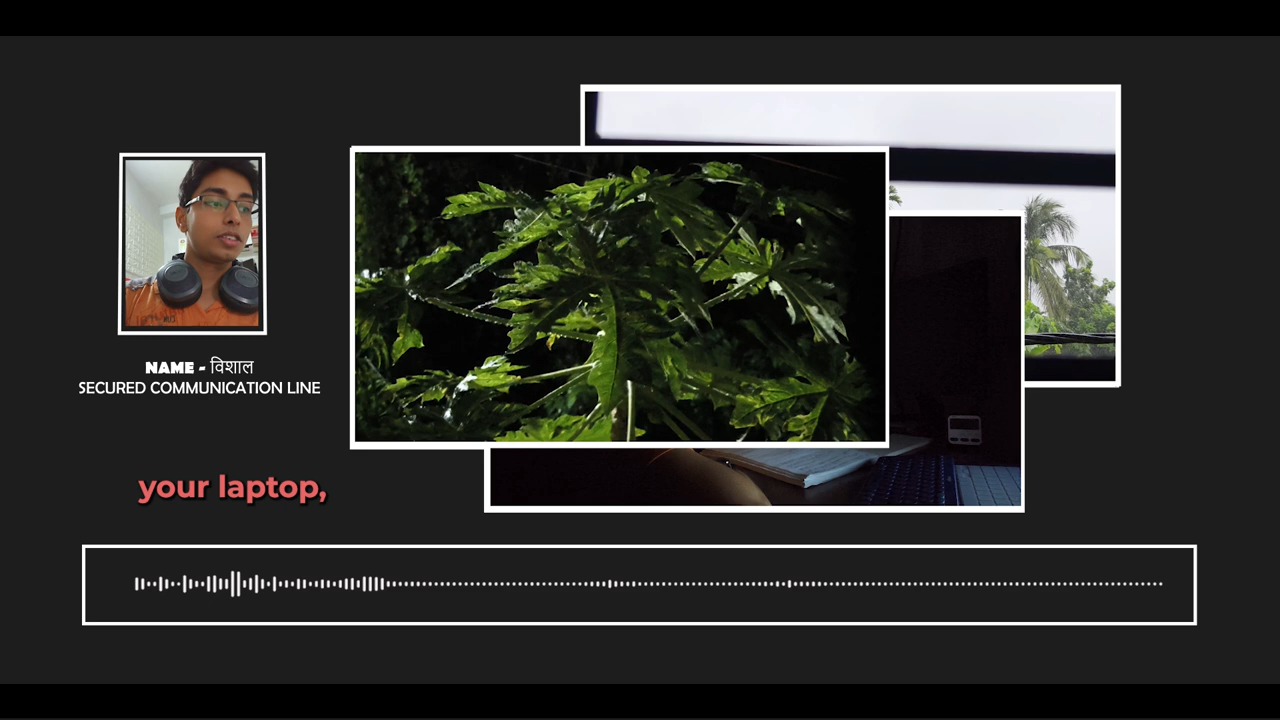 NAME - विशाल
SECURED COMMUNICATION LINE
your laptop,